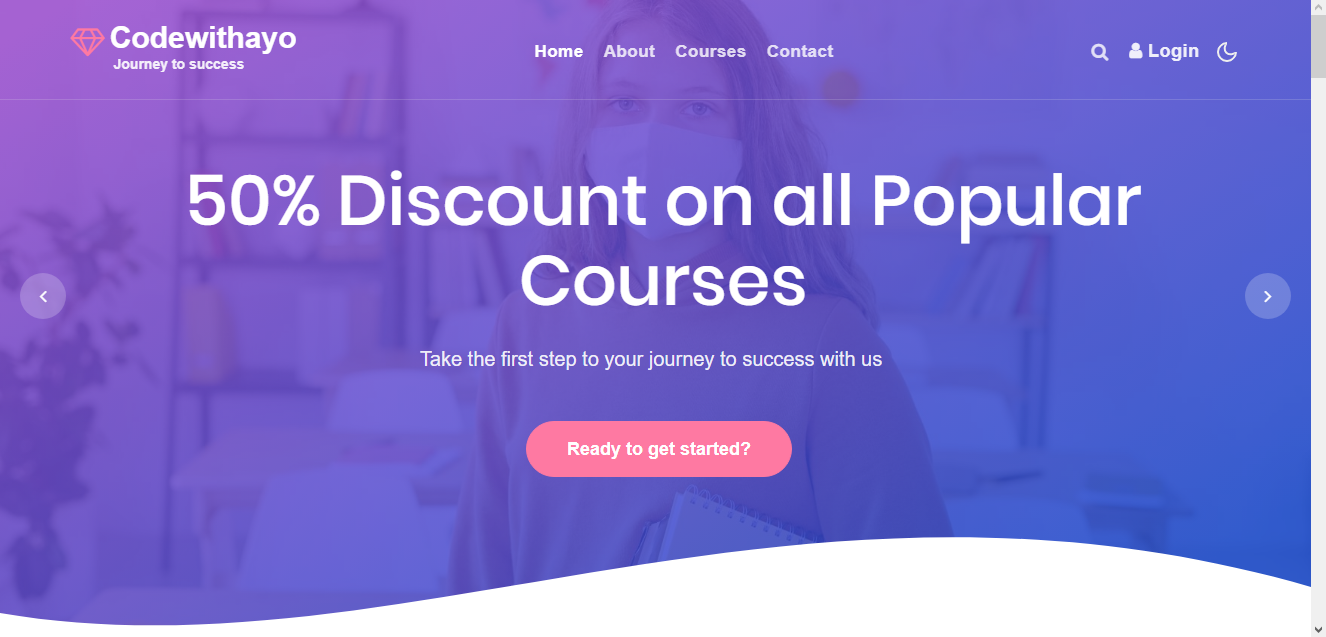 Codewithayo
Journey to success
Home About Courses Contact
Login
50% Discount on all Popular
Courses
Take the first step to your journey to success with us
Ready to get started?